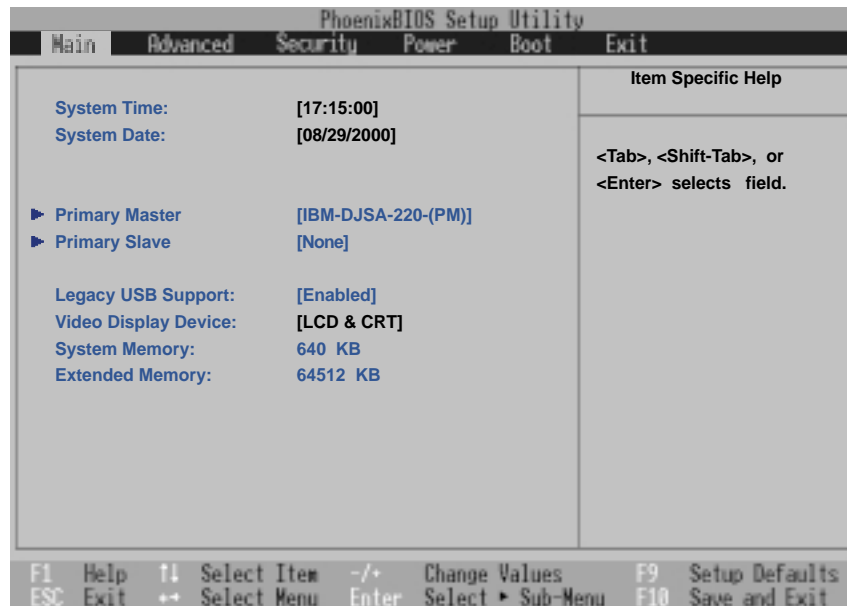 PhoenixBIOS Setup Utility
Main Advanced Security Power Boot Exit
Item Specific Help
System Time: [17:15:00]
System Date: [08/29/2000]
<Tab>, <Shift-Tab>, or
<Enter> selects field.
Primary Master [IBM-DJSA-220-(PM)]
Primary Slave [None]
Legacy USB Support: [Enabled]
Video Display Device: [LCD & CRT]
System Memory: 640 KB
Extended Memory: 64512 KB
F1 Help ↑↓ Select Item -/+ Change Values F9 Setup Defaults
ESC Exit ←→ Select Menu Enter Select ▶ Sub-Menu F10 Save and Exit